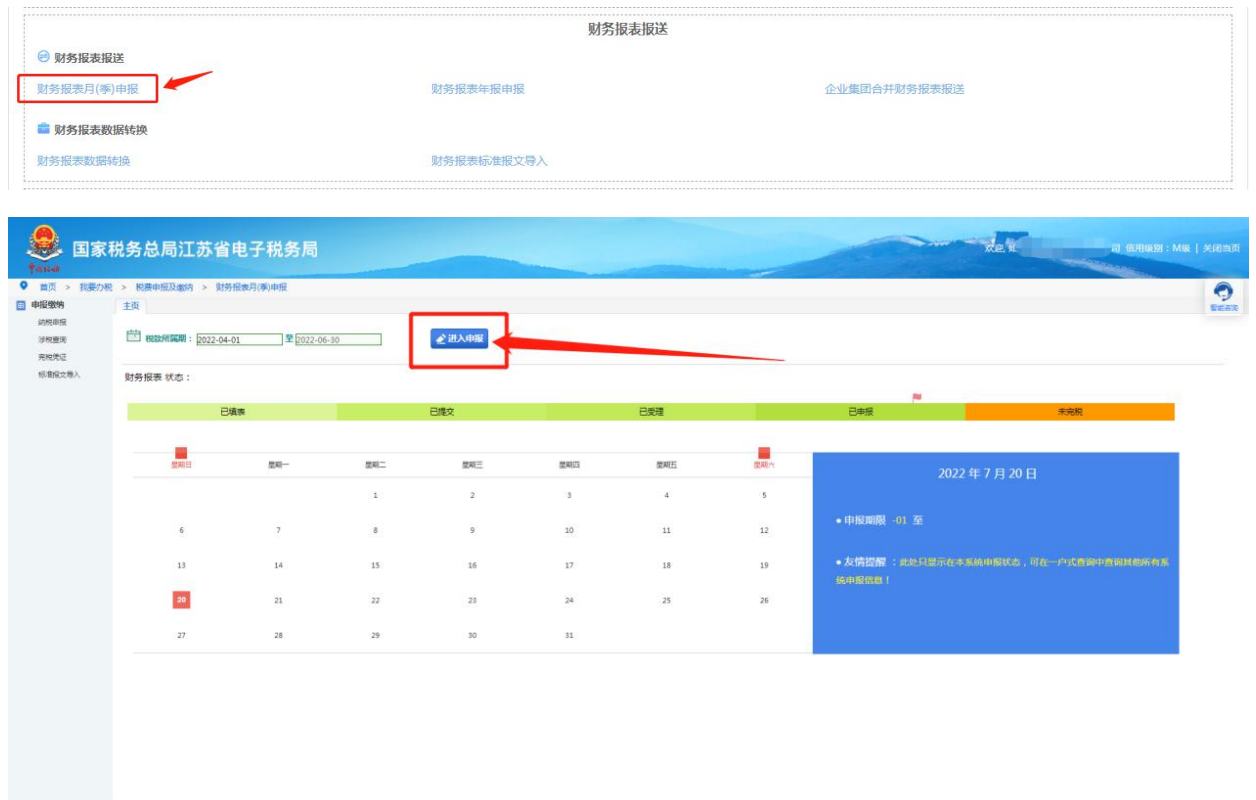 财务报表报送
财务报表报送
财务报表月(季)申报 财务报表年报申报 企业集团合并财务报表报送
财务报表数据转换
财务报表数据转换 财务报表标准报文导入
国家税务总局江苏省电子税务局
欢迎, 司 信用级别：M级 | 关闭当页
首页 > 我要办税 > 税费申报及缴纳 > 财务报表月(季)申报
智能咨询
申报缴纳
主页
纳税申报
涉税查询
完税凭证
标准报文导入
税款所属期：2022-04-01 至 2022-06-30 进入申报
财务报表 状态：
已填表 已提交 已受理 已申报 未完税
星期日 星期一 星期二 星期三 星期四 星期五 星期六
1 2 3 4 5
6 7 8 9 10 11 12
13 14 15 16 17 18 19
20 21 22 23 24 25 26
27 28 29 30 31
2022 年 7 月 20 日
● 申报期限 -01 至
● 友情提醒 ：此处只显示在本系统申报状态，可在一户式查询中查询其他所有系
统申报信息！